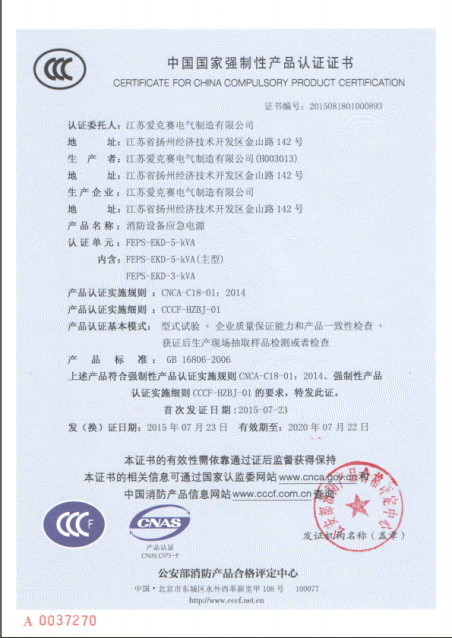 中国国家强制性产品认证证书
CERTIFICATE FOR CHINA COMPULSORY PRODUCT CERTIFICATION
证书编号：2015081801000893
认证委托人：江苏爱克赛电气制造有限公司
地 址：江苏省扬州经济技术开发区金山路 142 号
生 产 者：江苏爱克赛电气制造有限公司(H003013)
地 址：江苏省扬州经济技术开发区金山路 142 号
生产企业：江苏爱克赛电气制造有限公司
地 址：江苏省扬州经济技术开发区金山路 142 号
产品名称：消防设备应急电源
认证单元：FEPS-EKD-5-kVA
内含：FEPS-EKD-5-kVA(主型)
FEPS-EKD-3-kVA
产品认证实施规则：CNCA-C18-01：2014
产品认证实施细则：CCCF-HZBJ-01
产品认证基本模式：型式试验 + 企业质量保证能力和产品一致性检查 +
获证后生产现场抽取样品检测或者检查
产 品 标 准：GB 16806-2006
上述产品符合强制性产品认证实施规则 CNCA-C18-01：2014、强制性产品
认证实施细则 CCCF-HZBJ-01 的要求，特发此证。
首次发证日期:2015-07-23
发（换）证日期:2015 年 07 月 23 日 有效期至:2020 年 07 月 22 日
本证书的有效性需依靠通过证后监督获得保持
本证书的相关信息可通过国家认监委网站 www.cnca.gov.cn 和
中国消防产品信息网站 www.cccf.com.cn 查询
CCC F
CNAS
产品认证
CNAS C073-P
发证机构名称（盖章）
公安部消防产品合格评定中心
公安部消防产品合格评定中心
中国·北京市东城区永外西革新里甲 108 号 100077
http://www.cccf.net.cn
A 0037270